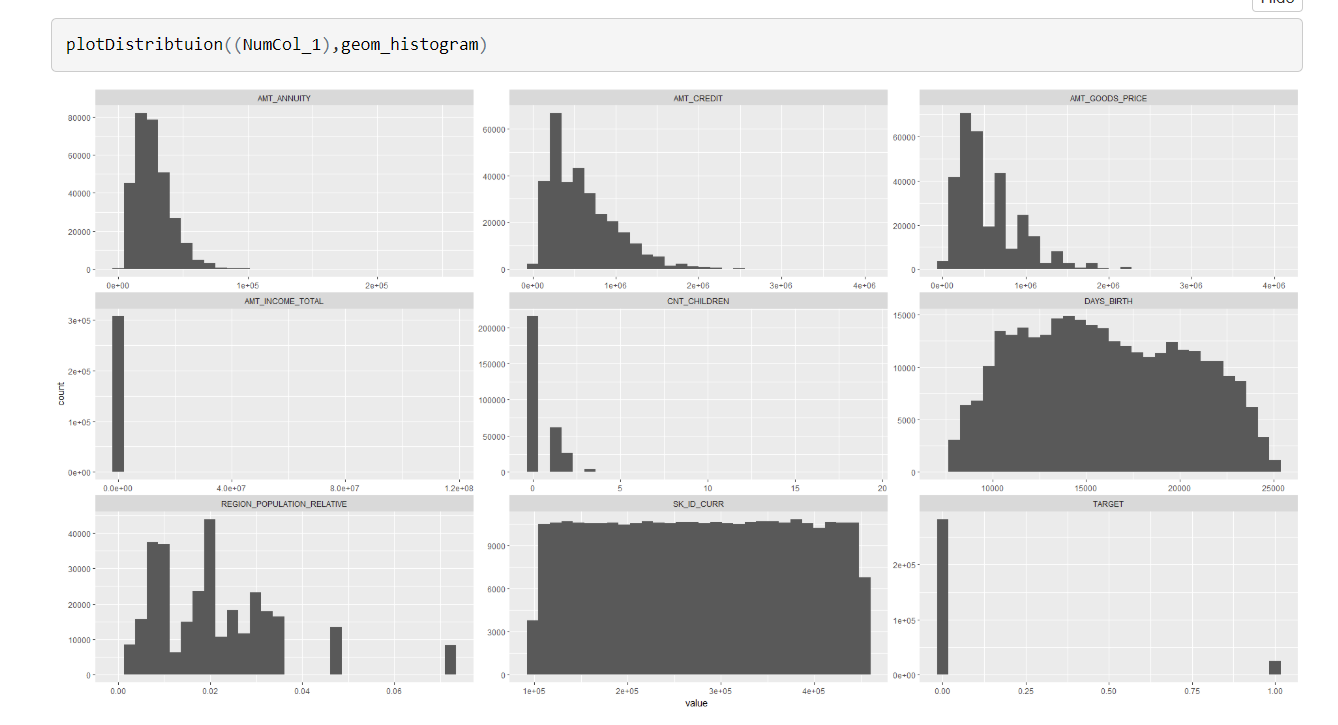 Hide
plotDistribtuion((NumCol_1),geom_histogram)
AMT_ANNUITY AMT_CREDIT AMT_GOODS_PRICE
80000
60000
40000
20000
0
0e+00 1e+05 2e+05
60000
40000
20000
0
0e+00 1e+06 2e+06 3e+06 4e+06
60000
40000
20000
0
0e+00 1e+06 2e+06 3e+06 4e+06
AMT_INCOME_TOTAL CNT_CHILDREN DAYS_BIRTH
count
3e+05
2e+05
1e+05
0e+00
0.0e+00 4.0e+07 8.0e+07 1.2e+08
200000
150000
100000
50000
0
0 5 10 15 20
15000
10000
5000
0
10000 15000 20000 25000
REGION_POPULATION_RELATIVE SK_ID_CURR TARGET
40000
30000
20000
10000
0
0.00 0.02 0.04 0.06
9000
6000
3000
0
1e+05 2e+05 3e+05 4e+05
2e+05
1e+05
0e+00
0.00 0.25 0.50 0.75 1.00
value